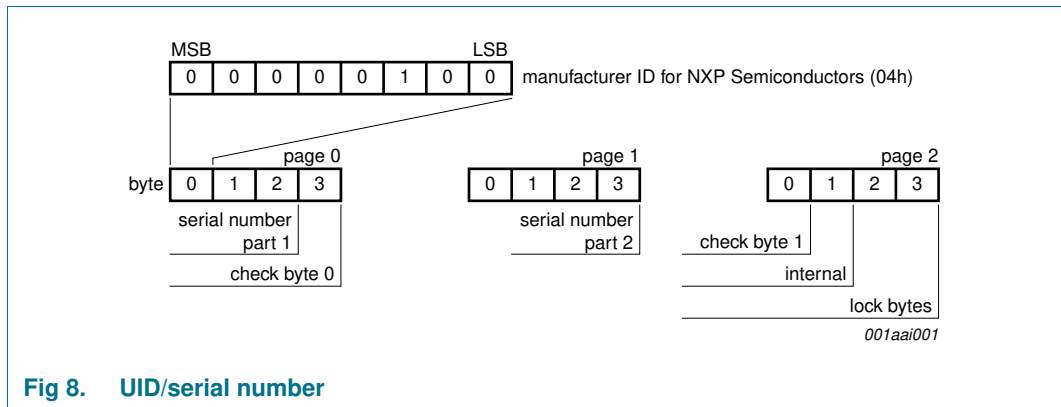 MSB LSB
0 0 0 0 0 1 0 0 manufacturer ID for NXP Semiconductors (04h)
page 0 page 1 page 2
byte 0 1 2 3 0 1 2 3 0 1 2 3
serial number serial number
part 1 part 2 check byte 1
check byte 0 internal
lock bytes
001aai001
Fig 8. UID/serial number